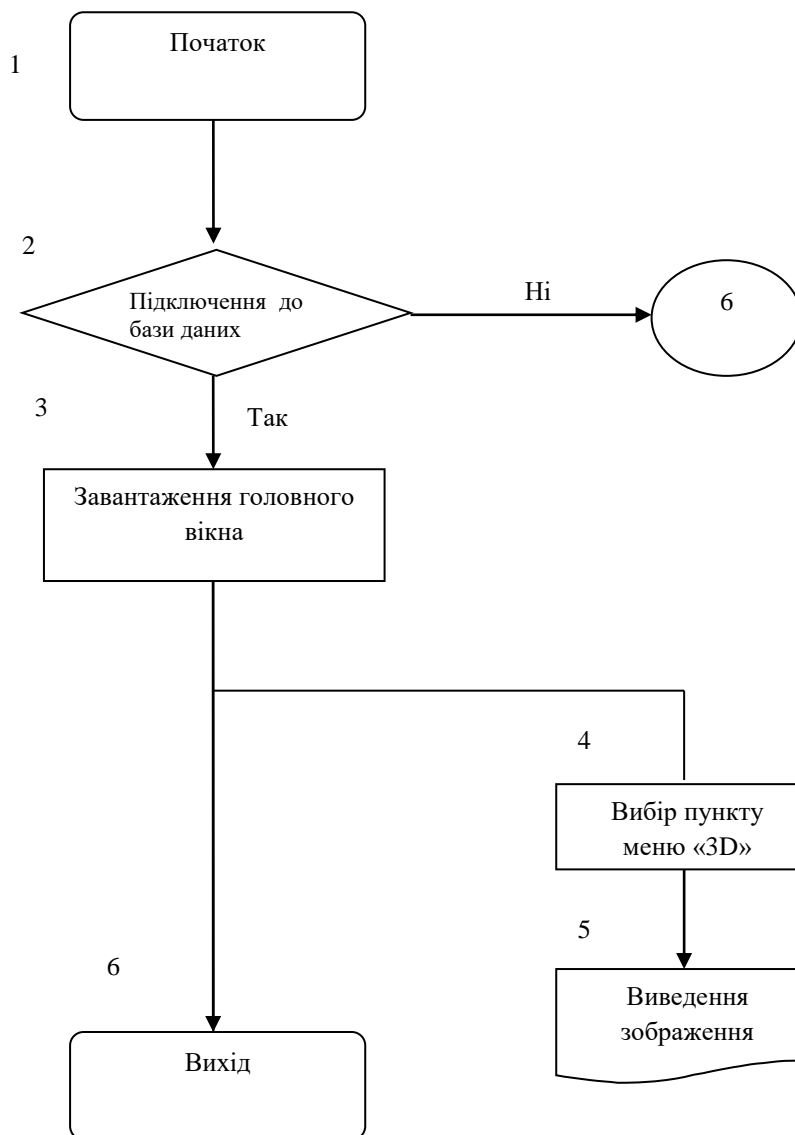 1
Початок
2
Підключення до
бази даних
Ні
6
3
Так
Завантаження головного
вікна
4
Вибір пункту
меню «3D»
5
Виведення
зображення
6
Вихід